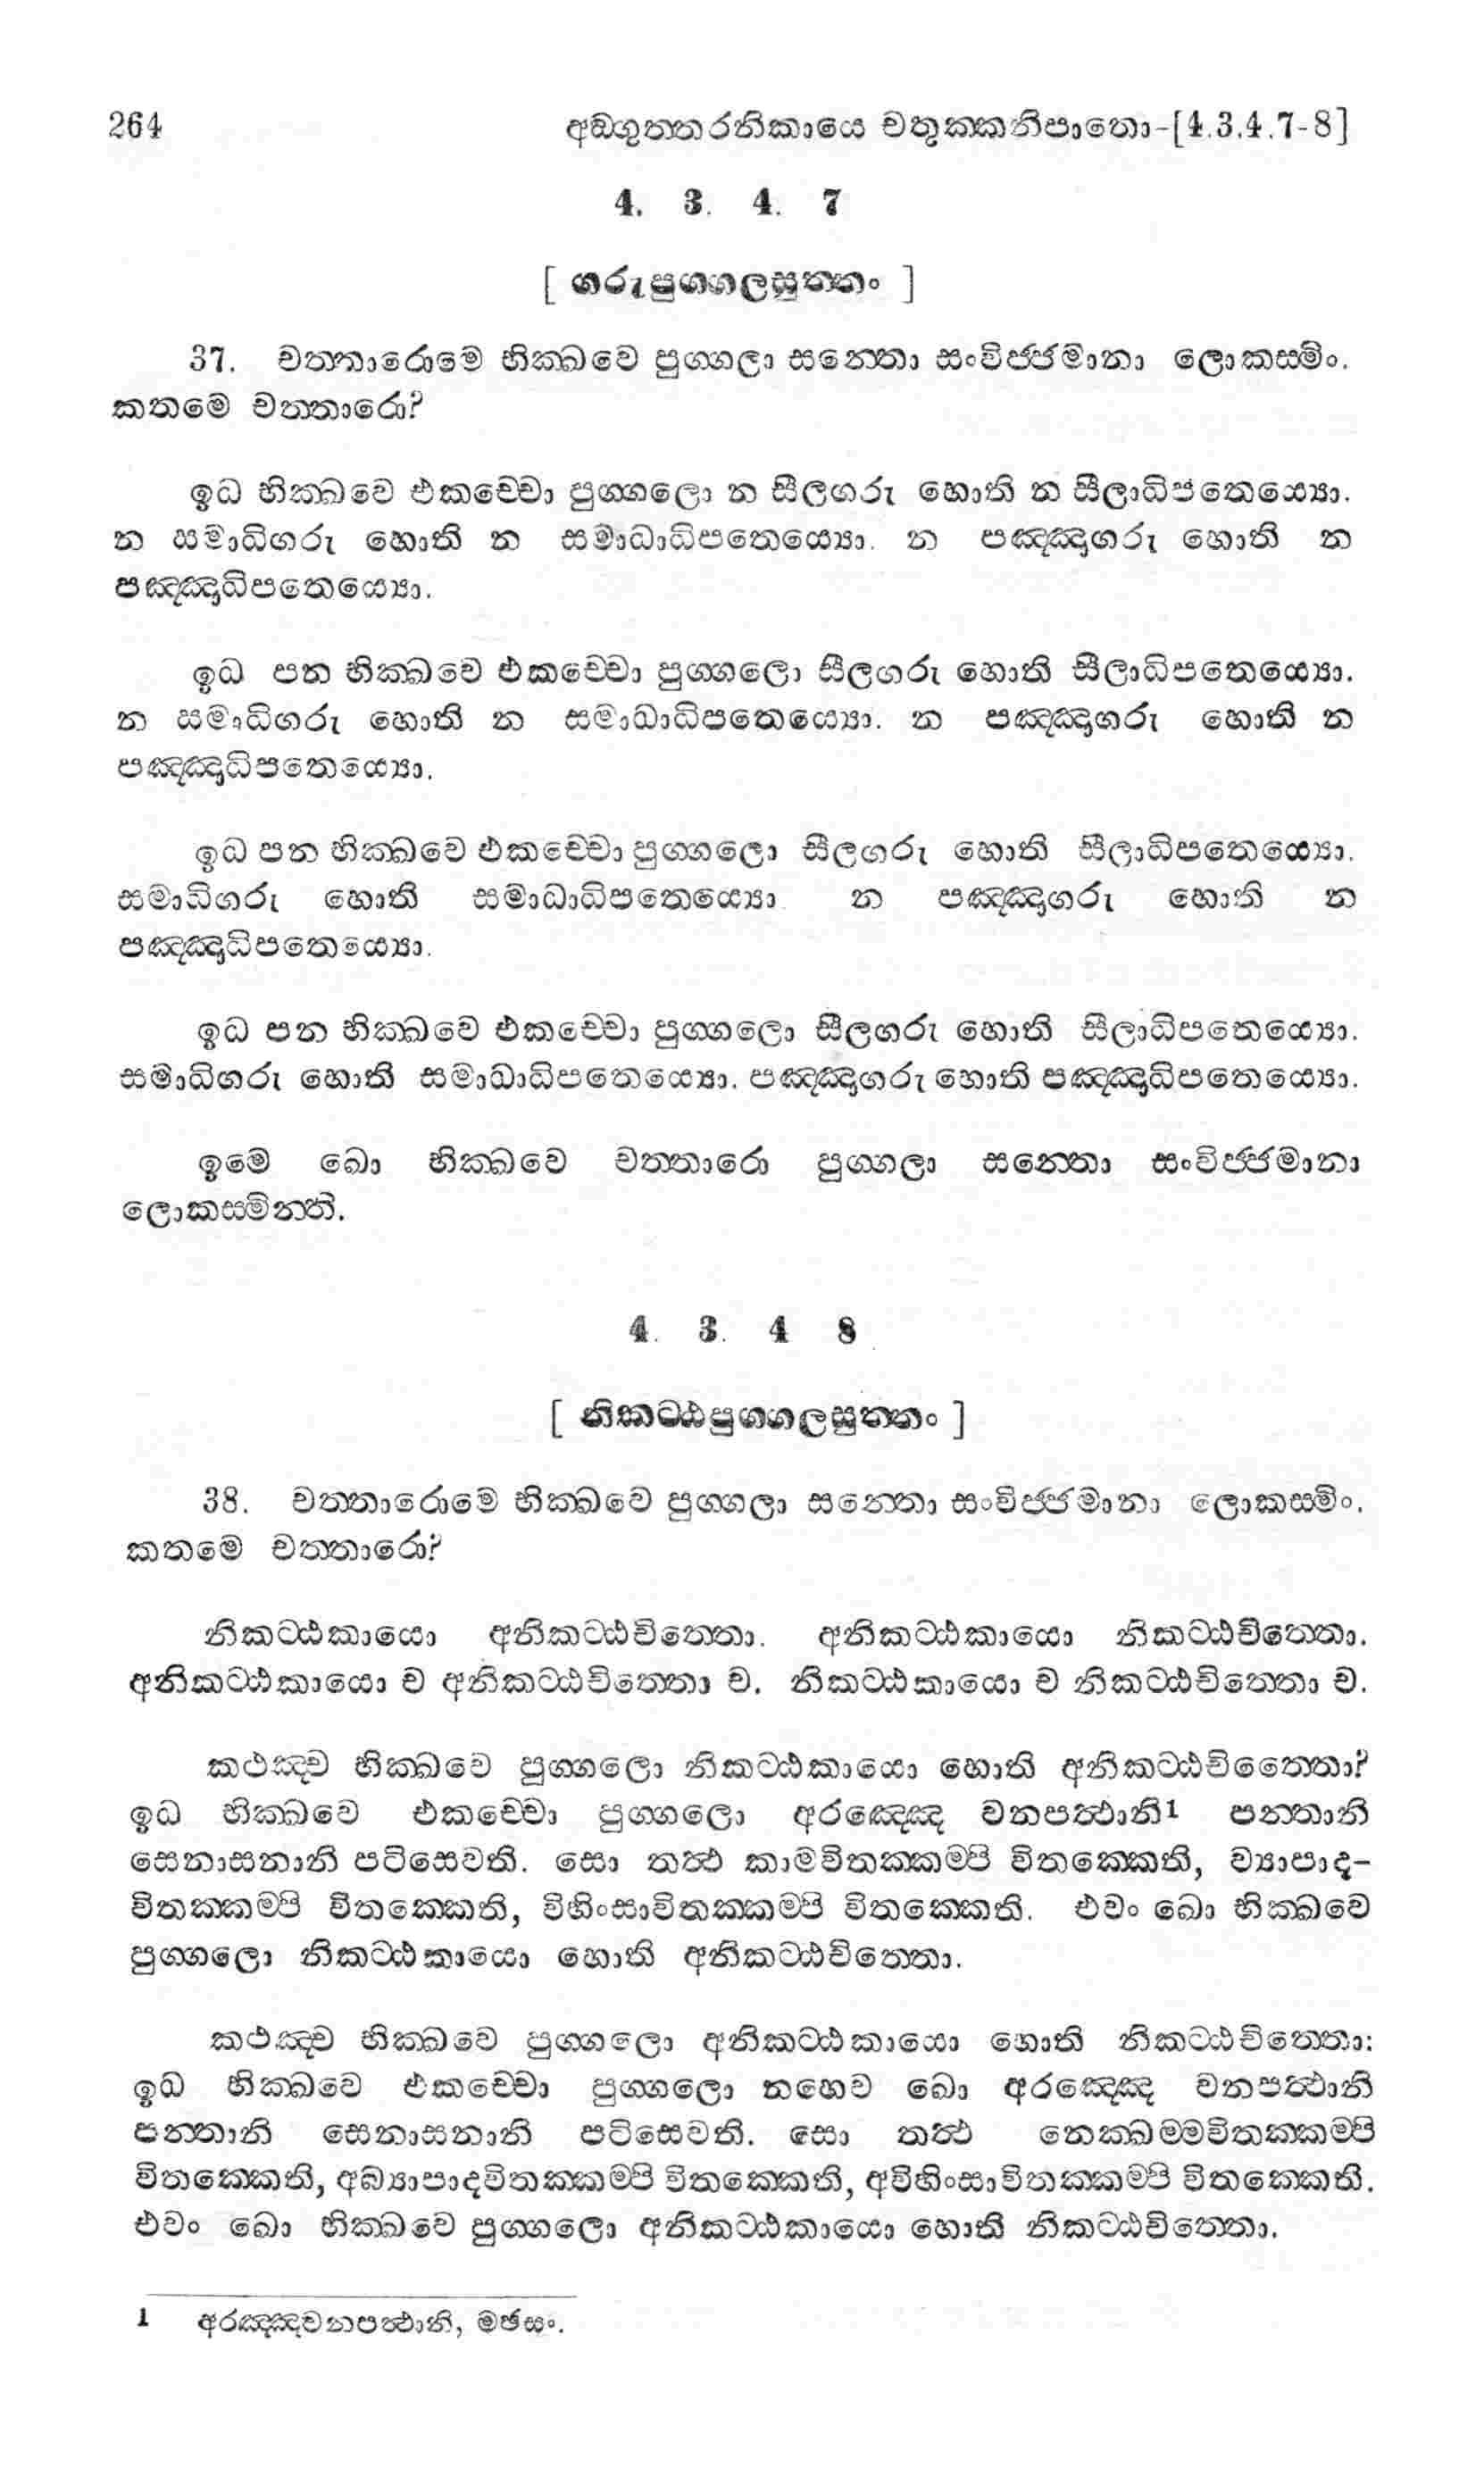 264 අඞ්ගුත්තරනිකායෙ චතුක්කනිපාතො-[4.3.4.7-8]
4. 3. 4. 7
[ ගරුපුග්ගලසුත්තං ]
37. චත්තාරොමෙ භික්ඛවෙ පුග්ගලා සන්තො සංවිජ්ජමානා ලොකස්මිං.
කතමෙ චත්තාරො?
ඉධ භික්ඛවෙ එකච්චො පුග්ගලො න සීලගරු හොති න සීලාධිපතෙය්‍යො.
න සමාධිගරු හොති න සමාධාධිපතෙය්‍යො. න පඤ්ඤාගරු හොති න
පඤ්ඤාධිපතෙය්‍යො.
ඉධ පන භික්ඛවෙ එකච්චො පුග්ගලො සීලගරු හොති සීලාධිපතෙය්‍යො.
න සමාධිගරු හොති න සමාධාධිපතෙය්‍යො. න පඤ්ඤාගරු හොති න
පඤ්ඤාධිපතෙය්‍යො.
ඉධ පන භික්ඛවෙ එකච්චො පුග්ගලො සීලගරු හොති සීලාධිපතෙය්‍යො.
සමාධිගරු හොති සමාධාධිපතෙය්‍යො න පඤ්ඤාගරු හොති න
පඤ්ඤාධිපතෙය්‍යො.
ඉධ පන භික්ඛවෙ එකච්චො පුග්ගලො සීලගරු හොති සීලාධිපතෙය්‍යො.
සමාධිගරු හොති සමාධාධිපතෙය්‍යො. පඤ්ඤාගරු හොති පඤ්ඤාධිපතෙය්‍යො.
ඉමෙ ඛො භික්ඛවෙ චත්තාරො පුග්ගලා සන්තො සංවිජ්ජමානා
ලොකස්මින්ති.
4. 3. 4 8
[ නිකට්ඨපුග්ගලසුත්තං ]
38. චත්තාරොමෙ භික්ඛවෙ පුග්ගලා සන්තො සංවිජ්ජමානා ලොකස්මිං.
කතමෙ චත්තාරො?
නිකට්ඨකායො අනිකට්ඨචිත්තො. අනිකට්ඨකායො නිකට්ඨචිත්තො.
අනිකට්ඨකායො ච අනිකට්ඨචිත්තො ච. නිකට්ඨකායො ච නිකට්ඨචිත්තො ච.
කථඤ්ච භික්ඛවෙ පුග්ගලො නිකට්ඨකායො හොති අනිකට්ඨචිත්තො?
ඉධ භික්ඛවෙ එකච්චො පුග්ගලො අරඤ්ඤෙ වනපත්ථානි1 පන්තානි
සෙනාසනානි පටිසෙවති. සො තත්ථ කාමවිතක්කම්පි විතක්කෙති, ව්‍යාපාද-
විතක්කම්පි විතක්කෙති, විහිංසාවිතක්කම්පි විතක්කෙති. එවං ඛො භික්ඛවෙ
පුග්ගලො නිකට්ඨකායො හොති අනිකට්ඨචිත්තො.
කථඤ්ච භික්ඛවෙ පුග්ගලො අනිකට්ඨකායො හොති නිකට්ඨචිත්තො:
ඉධ භික්ඛවෙ එකච්චො පුග්ගලො නහෙව ඛො අරඤ්ඤෙ වනපත්ථානි
පන්තානි සෙනාසනානි පටිසෙවති. සො තත්ථ නෙක්ඛම්මවිතක්කම්පි
විතක්කෙති, අබ්‍යාපාදවිතක්කම්පි විතක්කෙති, අවිහිංසාවිතක්කම්පි විතක්කෙති.
එවං ඛො භික්ඛවෙ පුග්ගලො අනිකට්ඨකායො හොති නිකට්ඨචිත්තො.
1 අරඤ්ඤවනපත්ථානි, මඡසං.